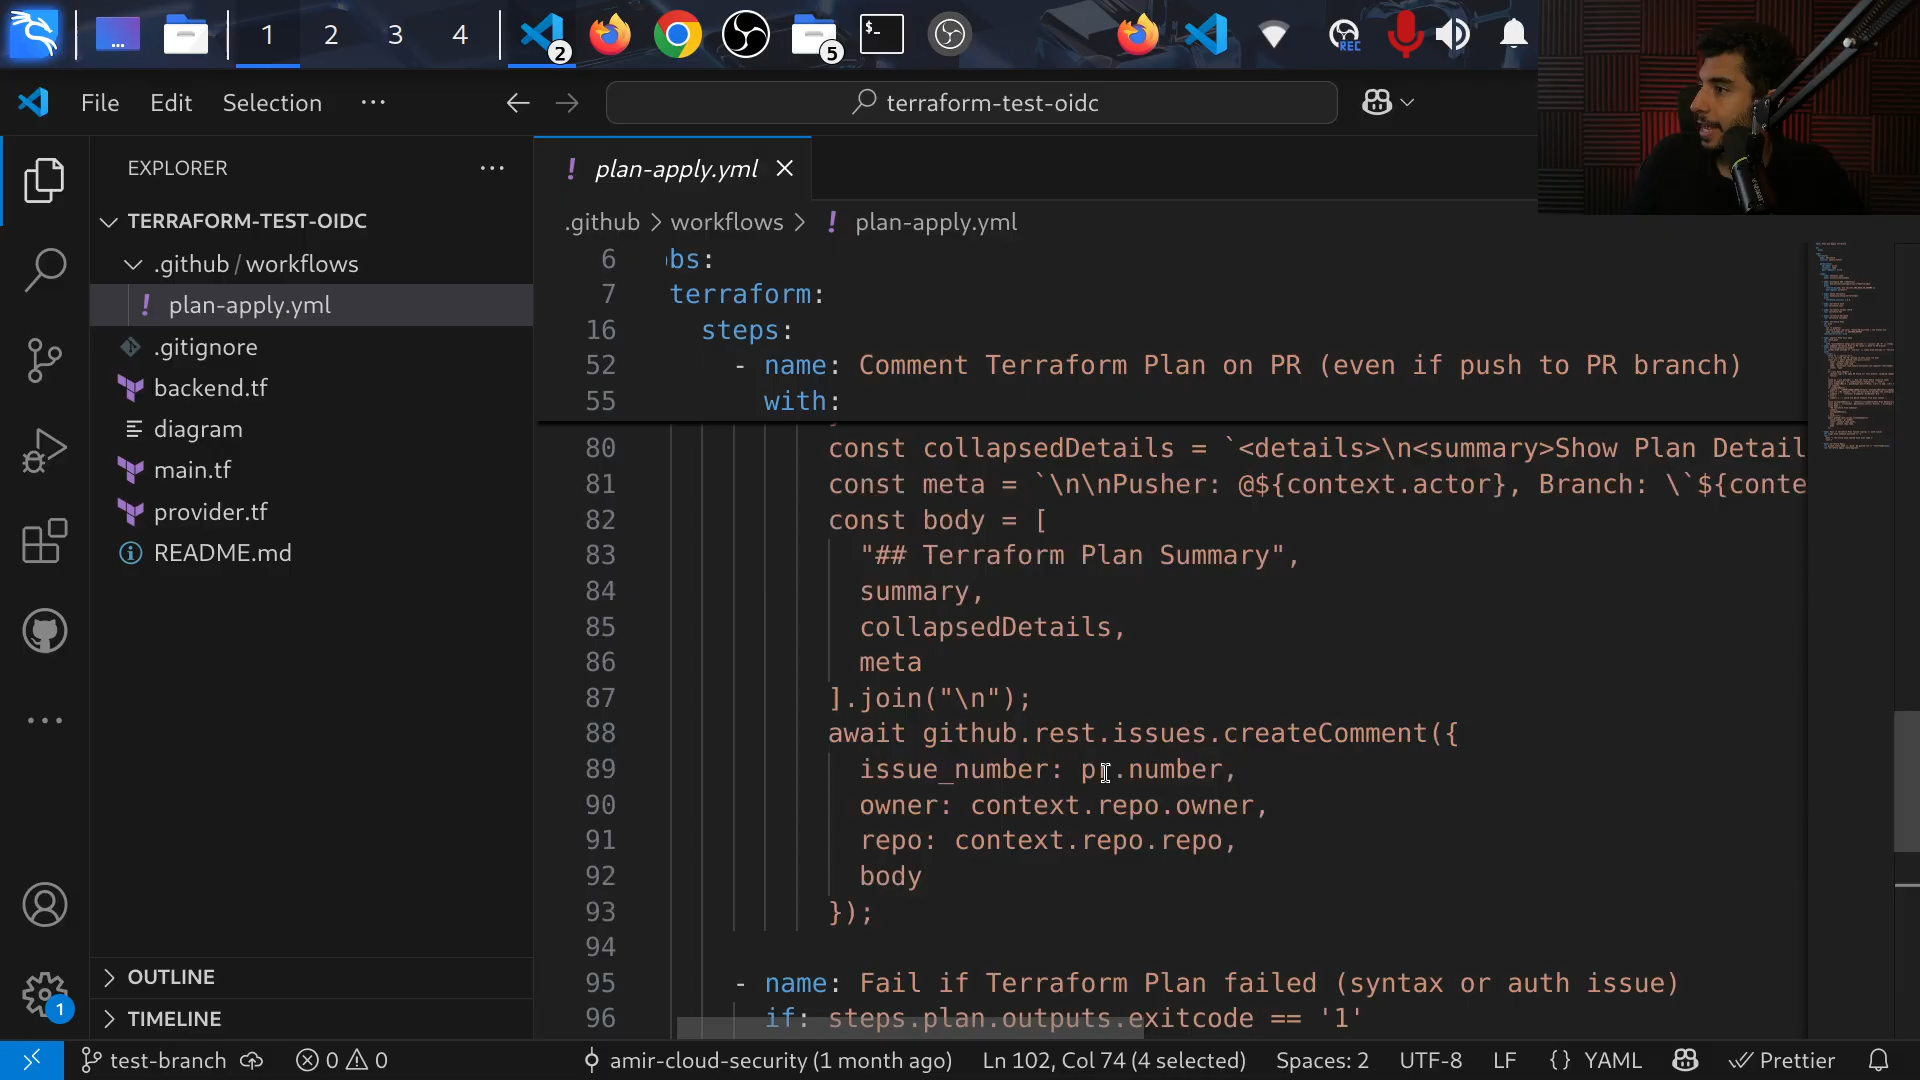 1
2
3
4
2
5
$-
REC
File
Edit
Selection
terraform-test-oidc
EXPLORER
TERRAFORM-TEST-OIDC
.github / workflows
plan-apply.yml
.gitignore
backend.tf
diagram
main.tf
provider.tf
README.md
OUTLINE
TIMELINE
1
plan-apply.yml
.github > workflows > ! plan-apply.yml
6 bs:
7 terraform:
16 steps:
52 - name: Comment Terraform Plan on PR (even if push to PR branch)
55 with:
80 const collapsedDetails = `<details>\n<summary>Show Plan Detail
81 const meta = `\n\nPusher: @${context.actor}, Branch: \`${conte
82 const body = [
83 "## Terraform Plan Summary",
84 summary,
85 collapsedDetails,
86 meta
87 ].join("\n");
88 await github.rest.issues.createComment({
89 issue_number: pr.number,
90 owner: context.repo.owner,
91 repo: context.repo.repo,
92 body
93 });
94
95 - name: Fail if Terraform Plan failed (syntax or auth issue)
96 if: steps.plan.outputs.exitcode == '1'
test-branch
0
0
amir-cloud-security (1 month ago)
Ln 102, Col 74 (4 selected)
Spaces: 2
UTF-8
LF
{} YAML
Prettier